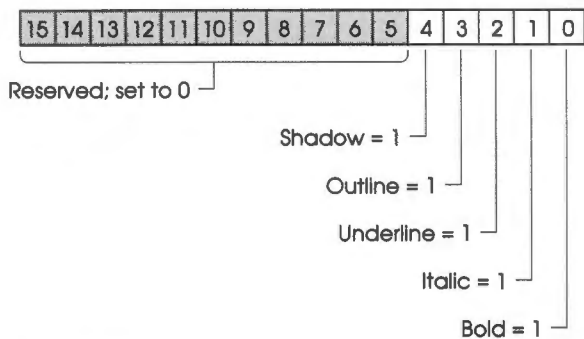 15 14 13 12 11 10 9 8 7 6 5 4 3 2 1 0
Reserved; set to 0
Shadow = 1
Outline = 1
Underline = 1
Italic = 1
Bold = 1